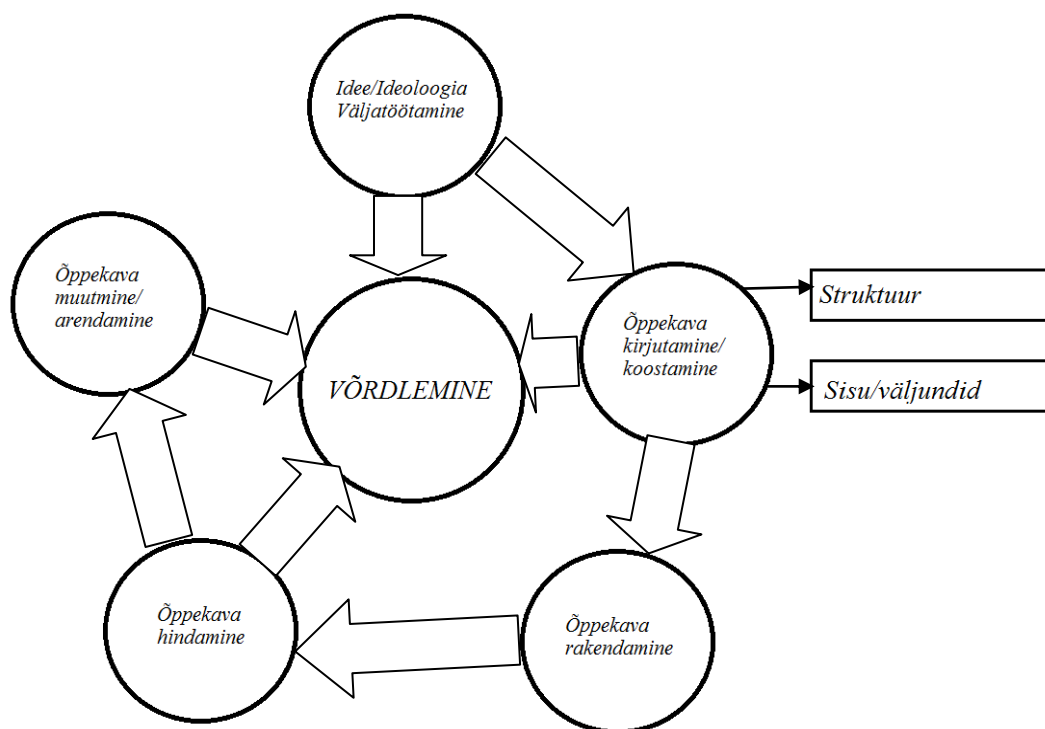 Idee/Ideoloogia
Väljatöötamine
Õppekava
muutmine/
arendamine
VÕRDLEMINE
Õppekava
kirjutamine/
koostamine
Struktuur
Sisu/väljundid
Õppekava
hindamine
Õppekava
rakendamine